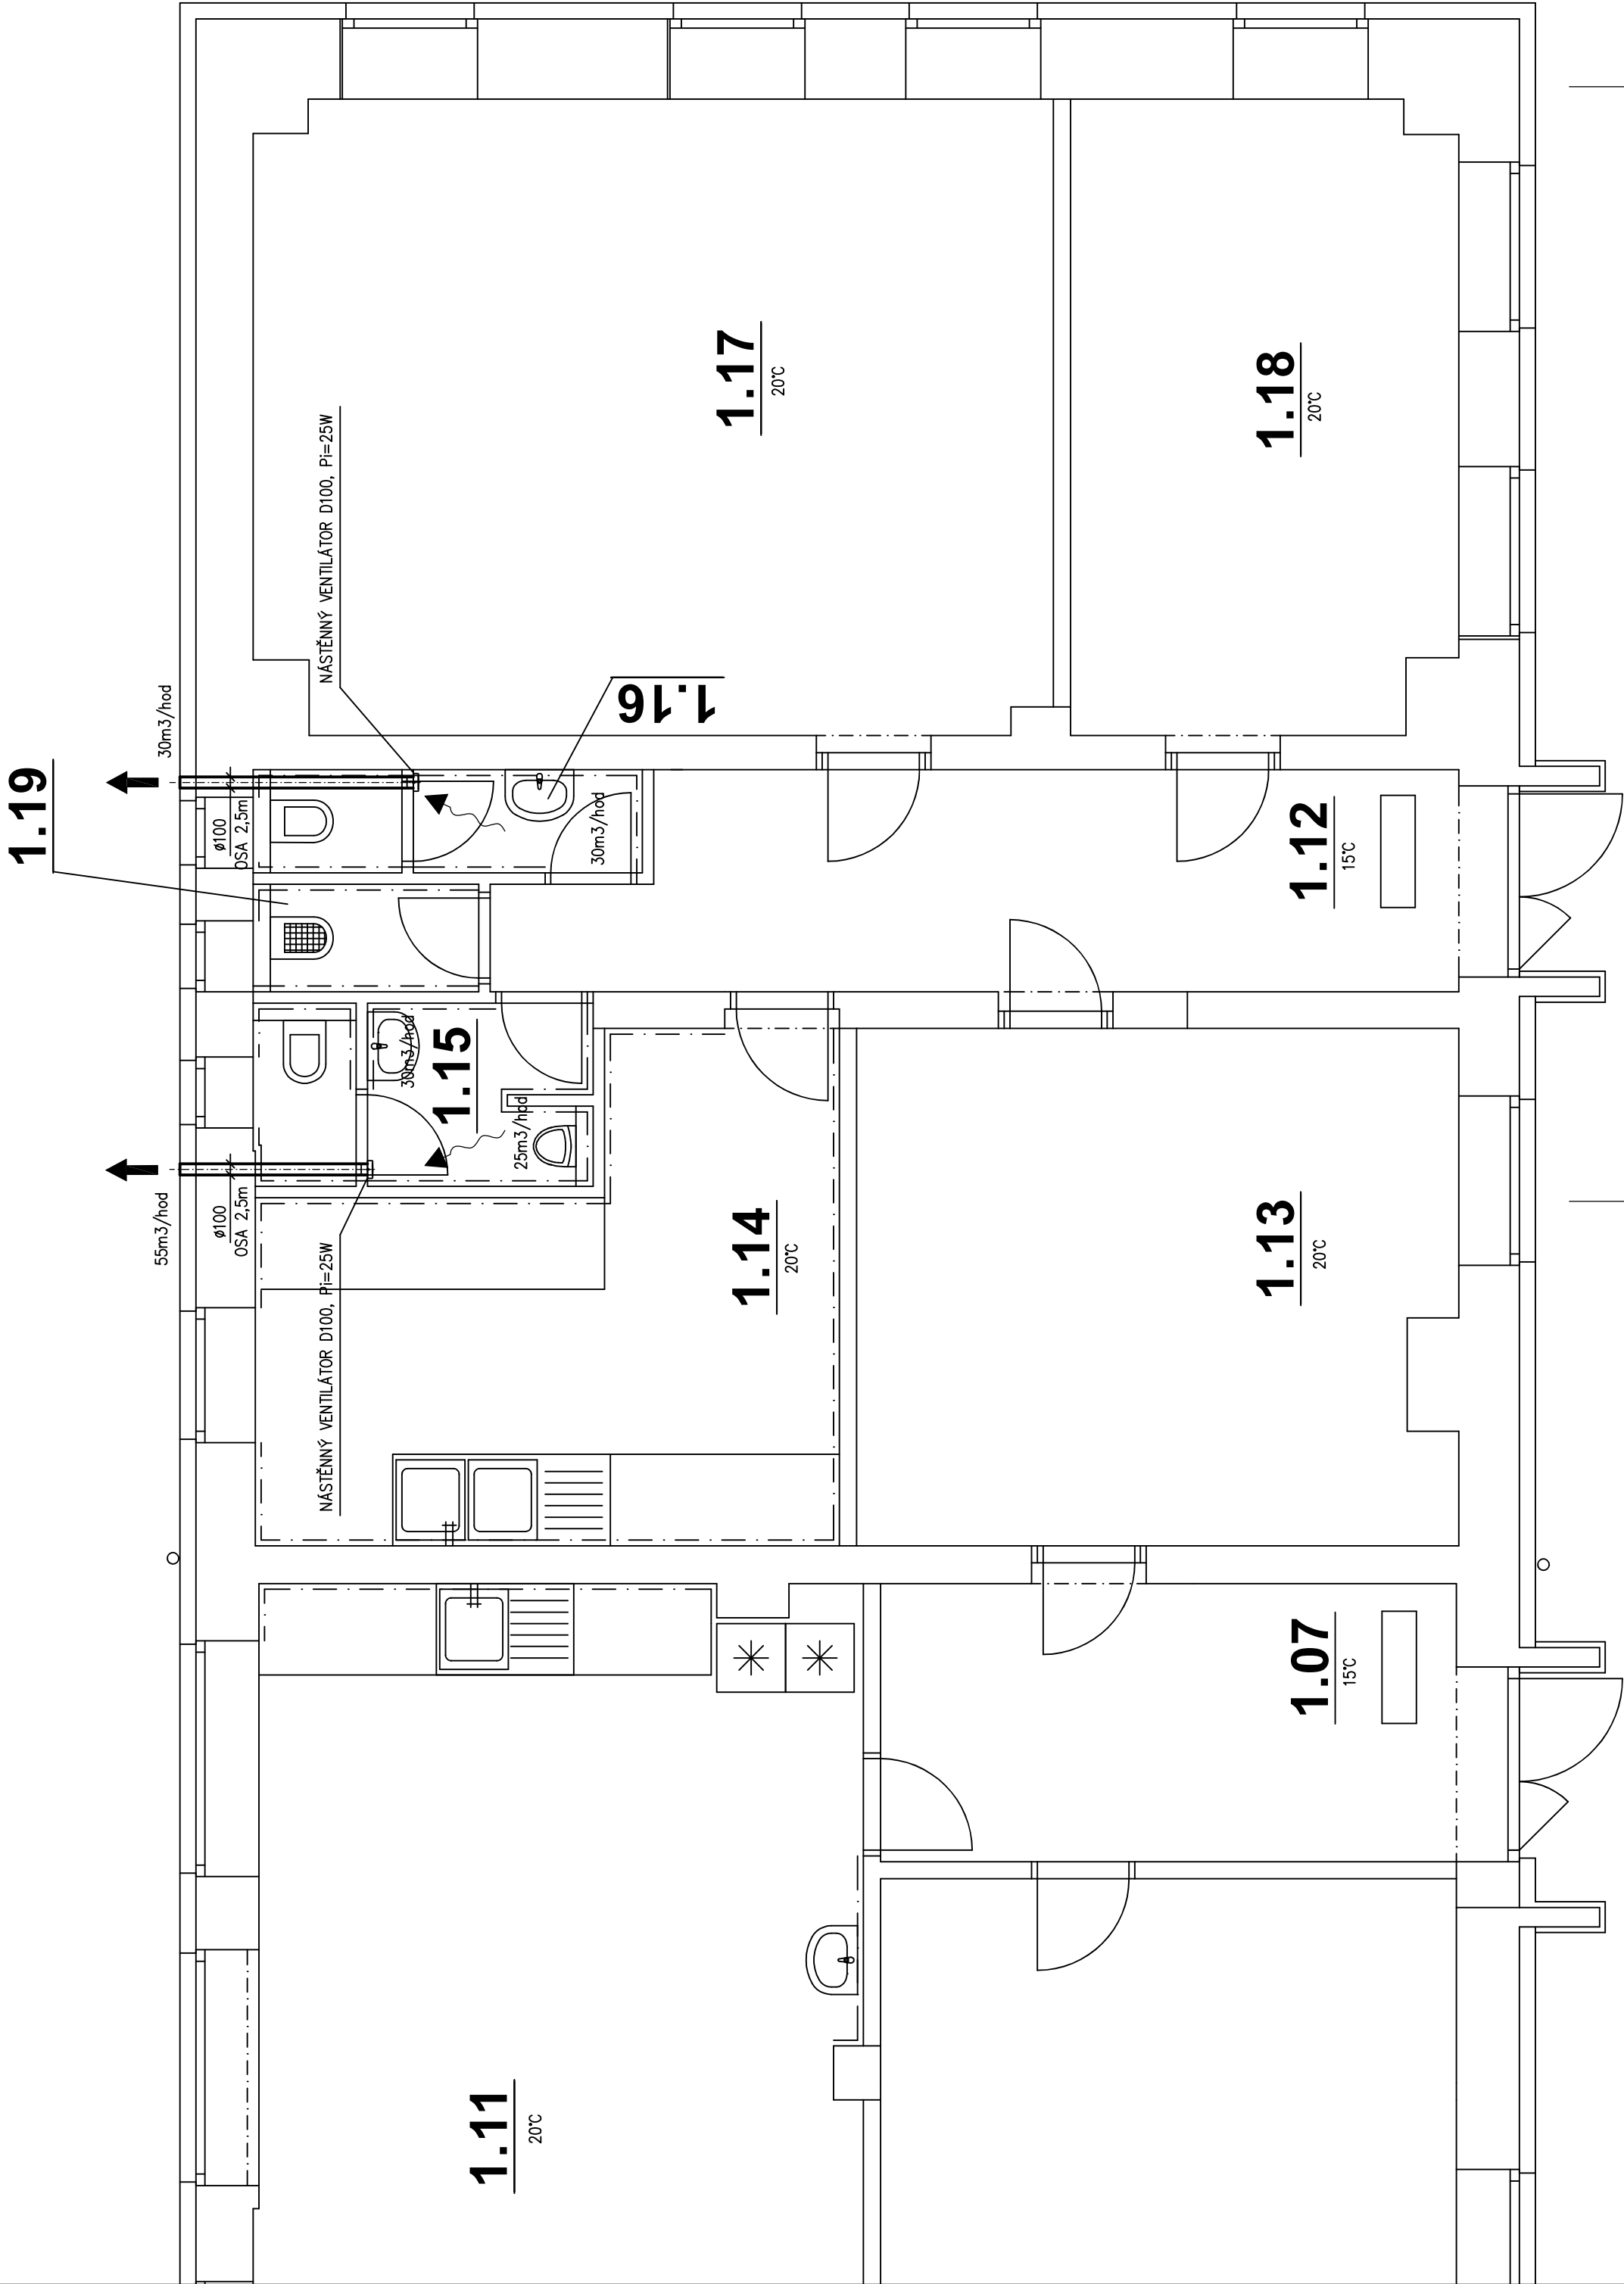 1.19
30m3/hod
ø100
OSA 2,5m
NÁSTĚNNÝ VENTILÁTOR D100, Pi=25W
1.16
30m3/hod
1.17
20°C
1.18
20°C
1.12
15°C
30m3/hod
1.15
25m3/hod
55m3/hod
ø100
OSA 2,5m
NÁSTĚNNÝ VENTILÁTOR D100, Pi=25W
1.14
20°C
1.13
20°C
1.07
15°C
1.11
20°C